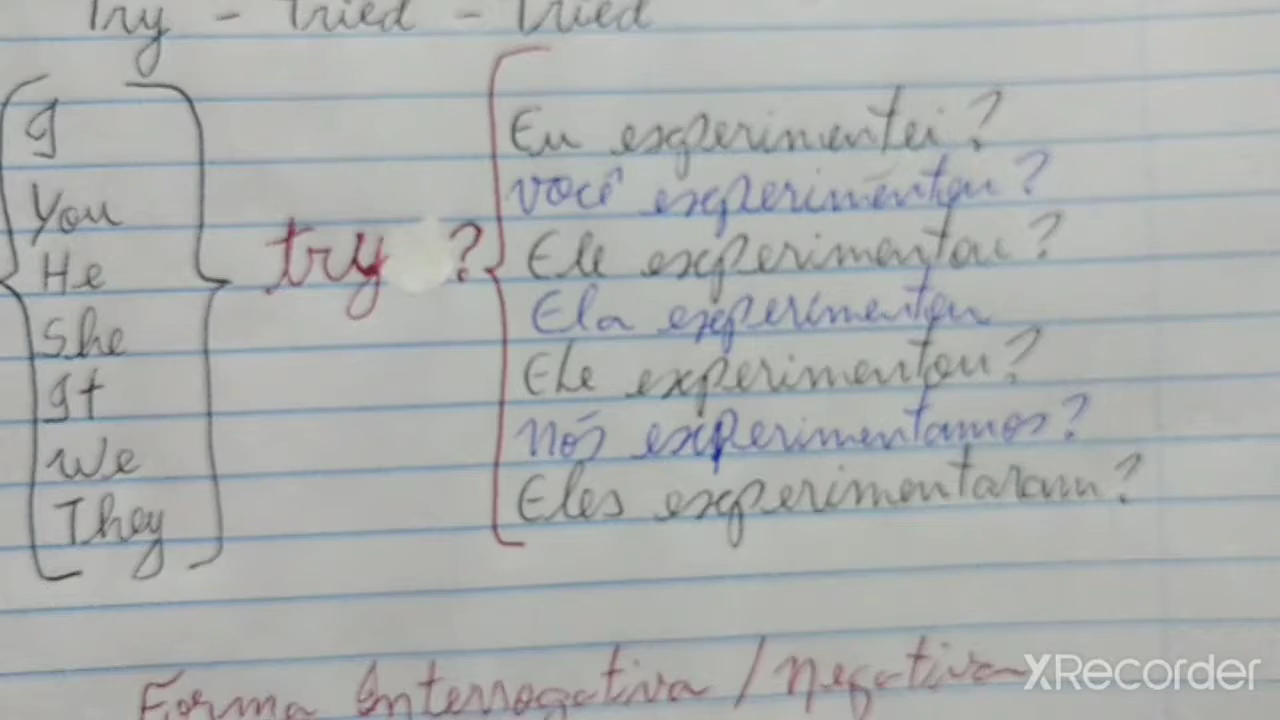 Try - Tried - Tried
I
You
He
She
It
We
They
try ?
Eu experimentei ?
você experimentou ?
Ele experimentou ?
Ela experimentou
Ele experimentou ?
nós experimentamos ?
Eles experimentaram ?
Forma Interrogativa / negativa
XRecorder